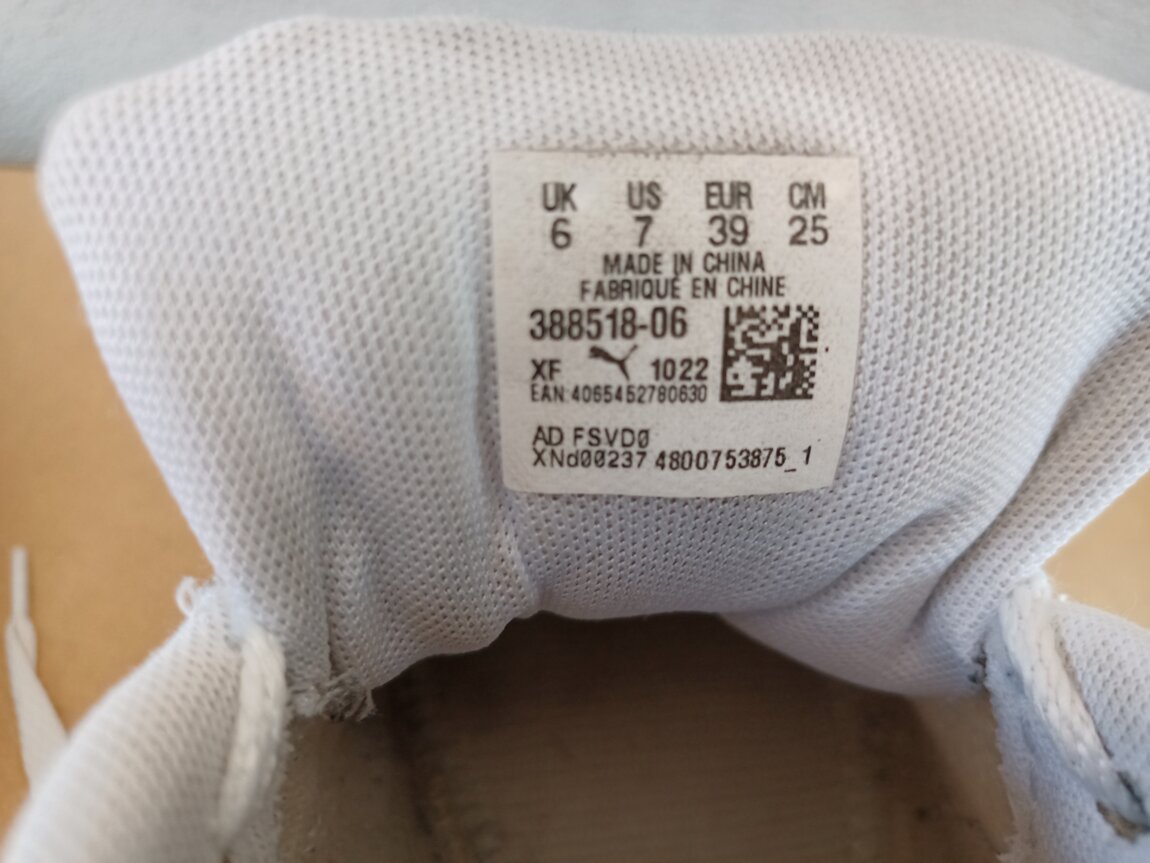 UK US EUR CM
6 7 39 25
MADE IN CHINA
FABRIQUÉ EN CHINE
388518-06
XF 1022
EAN:4065452780630
AD FSVD0
XNd00237 4800753875_1